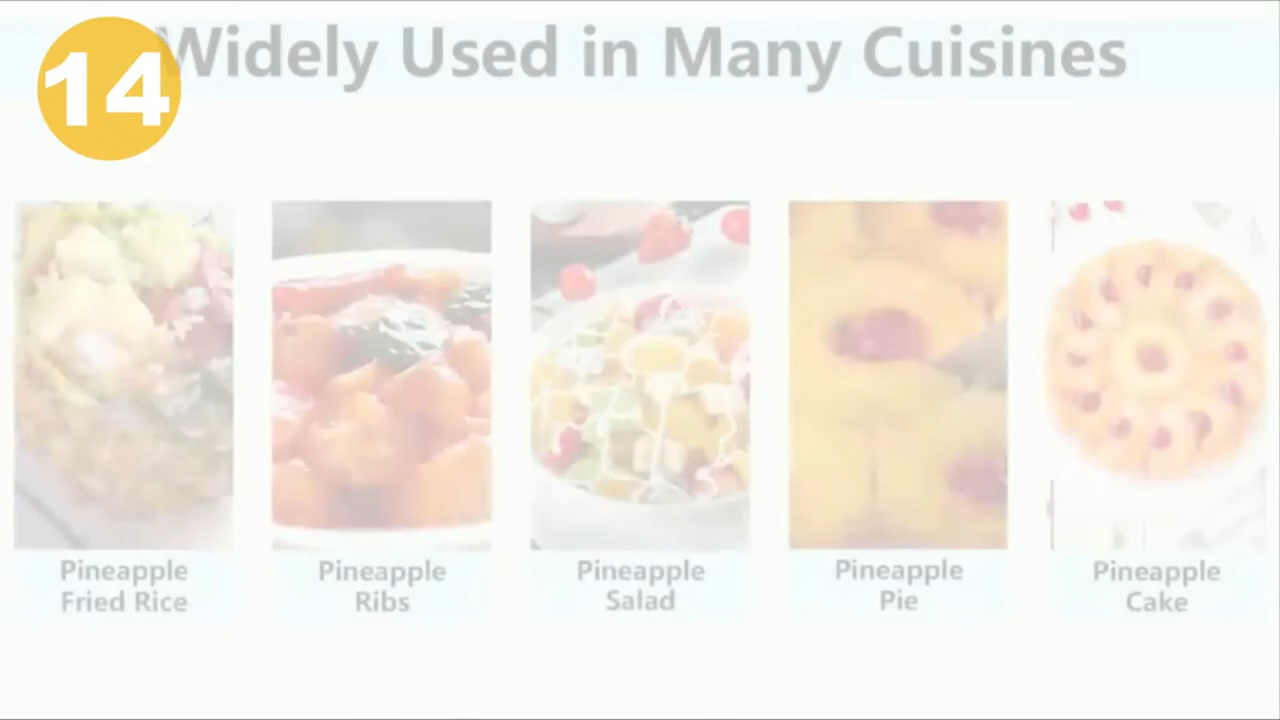 14
Widely Used in Many Cuisines
Pineapple
Fried Rice
Pineapple
Ribs
Pineapple
Salad
Pineapple
Pie
Pineapple
Cake